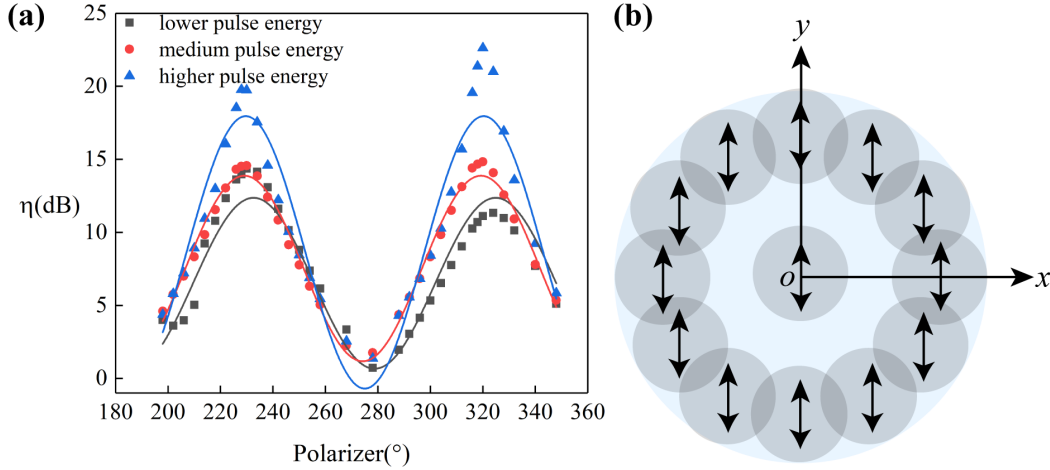 (a)
25
20
15
10
5
0
η(dB)
lower pulse energy
medium pulse energy
higher pulse energy
180 200 220 240 260 280 300 320 340 360
Polarizer(°)
(b)
y
o
x